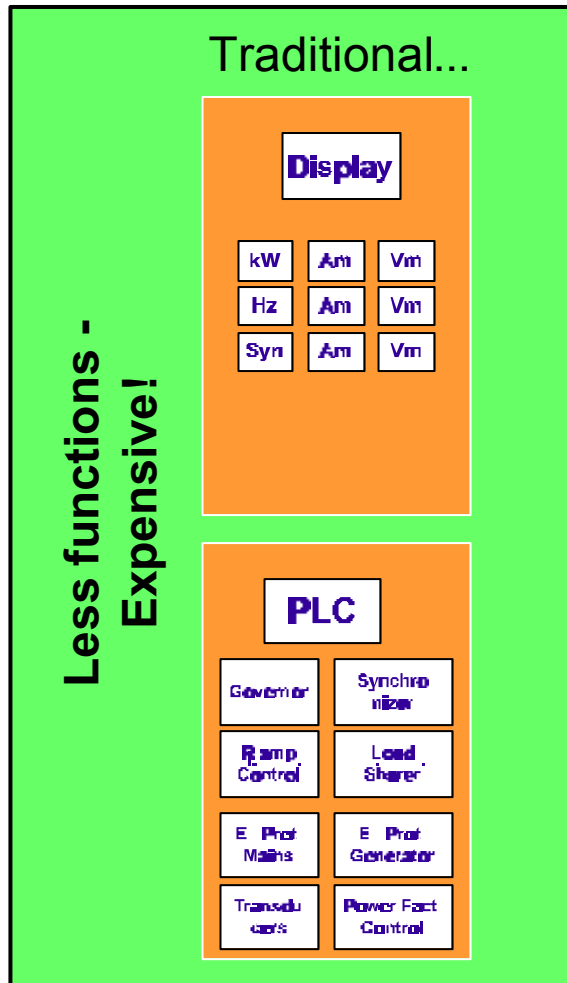 Traditional...
Less functions -
Expensive!
Display
kW Am Vm
Hz Am Vm
Syn Am Vm
PLC
Governor
Synchro
nizer
Ramp
Control
Load
Sharer
E Prot
Mains
E Prot
Generator
Transdu
cers
Power Fact
Control